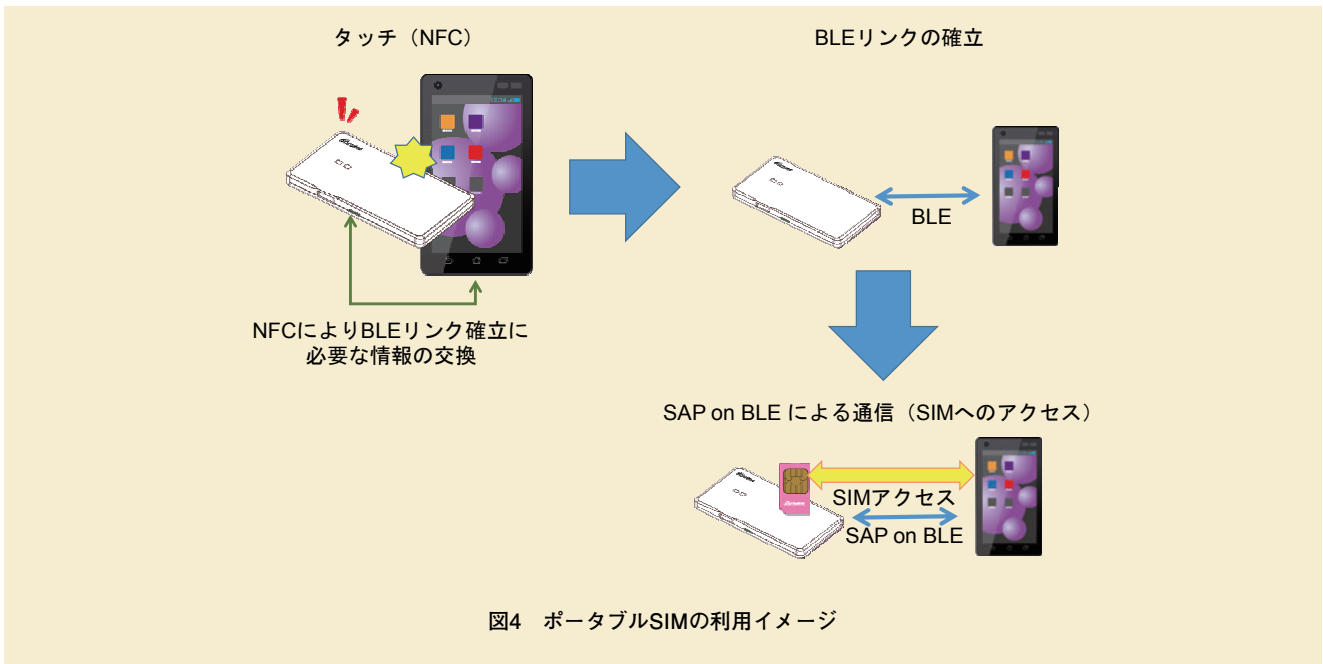 タッチ（NFC）
BLEリンクの確立
BLE
NFCによりBLEリンク確立に
必要な情報の交換
SAP on BLE による通信（SIMへのアクセス）
SIMアクセス
SAP on BLE
図4　ポータブルSIMの利用イメージ